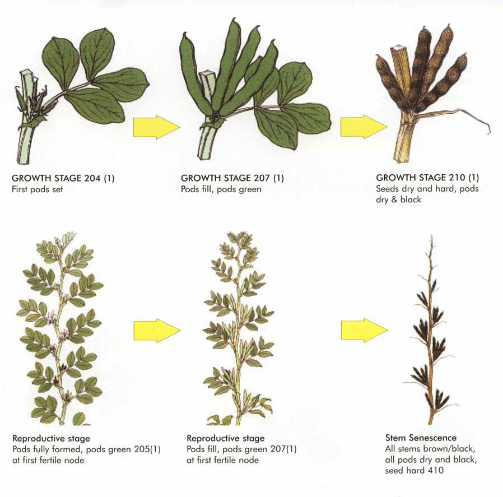 GROWTH STAGE 204 (1)
First pods set
GROWTH STAGE 207 (1)
Pods fill, pods green
GROWTH STAGE 210 (1)
Seeds dry and hard, pods
dry & black
Reproductive stage
Pods fully formed, pods green 205(1)
at first fertile node
Reproductive stage
Pods fill, pods green 207(1)
at first fertile node
Stem Senescence
All stems brown/black,
all pods dry and black,
seed hard 410